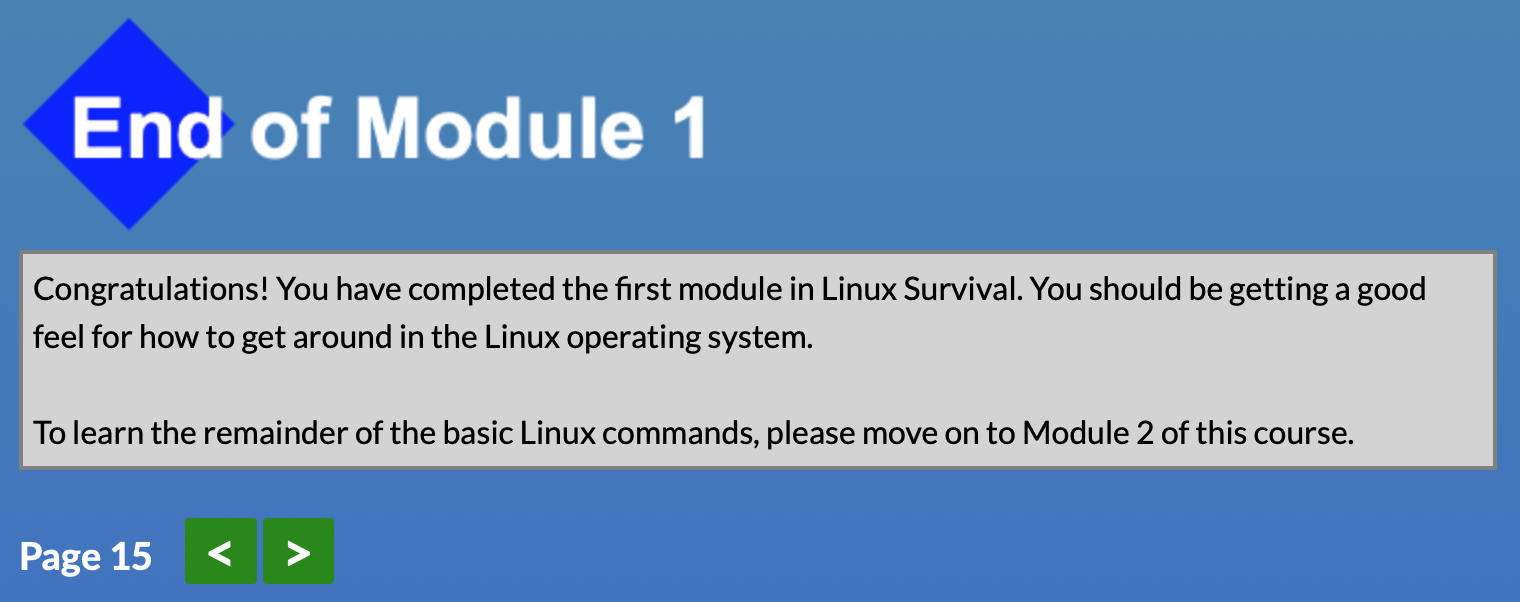 End of Module 1
Congratulations! You have completed the first module in Linux Survival. You should be getting a good
feel for how to get around in the Linux operating system.
To learn the remainder of the basic Linux commands, please move on to Module 2 of this course.
Page 15 < >